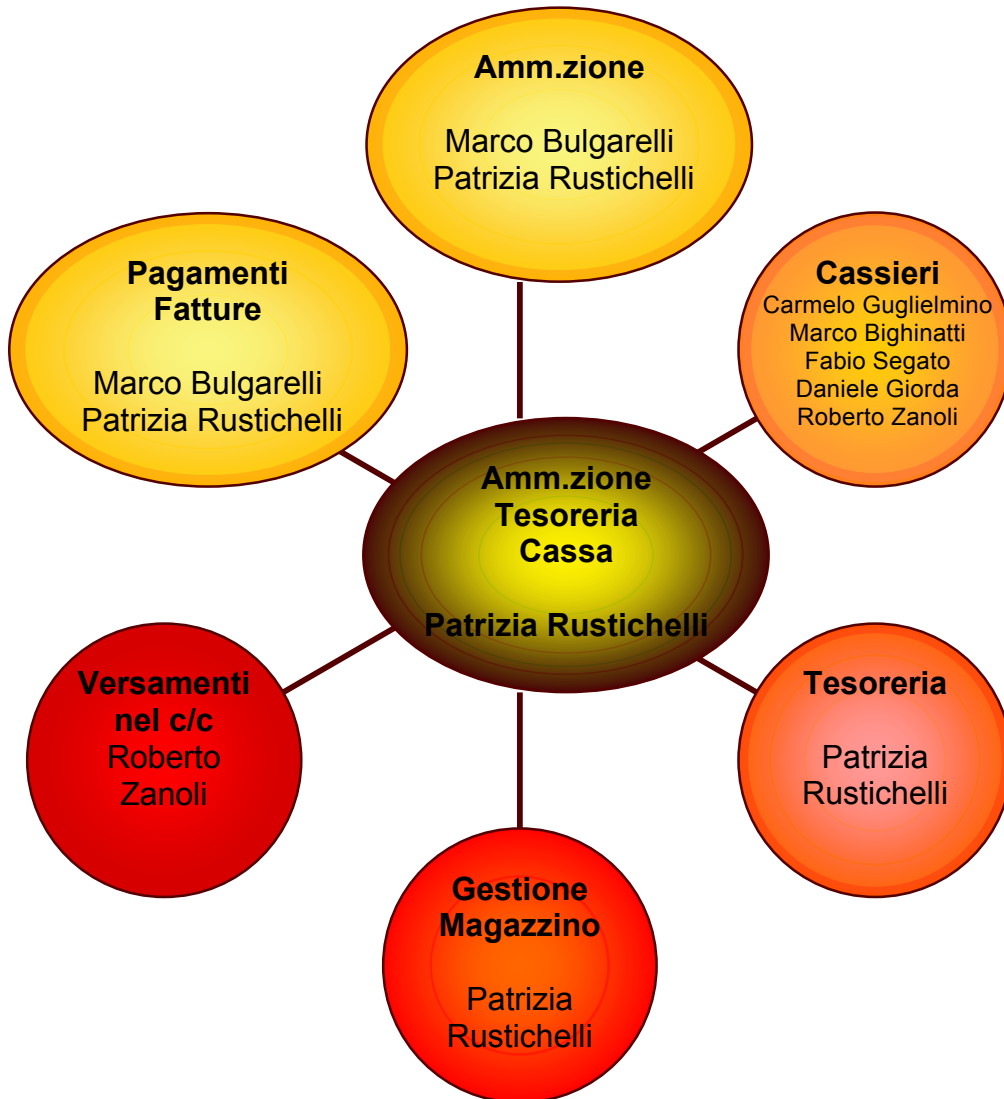 Amm.zione
Marco Bulgarelli
Patrizia Rustichelli
Pagamenti
Fatture
Marco Bulgarelli
Patrizia Rustichelli
Cassieri
Carmelo Guglielmino
Marco Bighinatti
Fabio Segato
Daniele Giorda
Roberto Zanoli
Amm.zione
Tesoreria
Cassa
Patrizia Rustichelli
Versamenti
nel c/c
Roberto
Zanoli
Tesoreria
Patrizia
Rustichelli
Gestione
Magazzino
Patrizia
Rustichelli